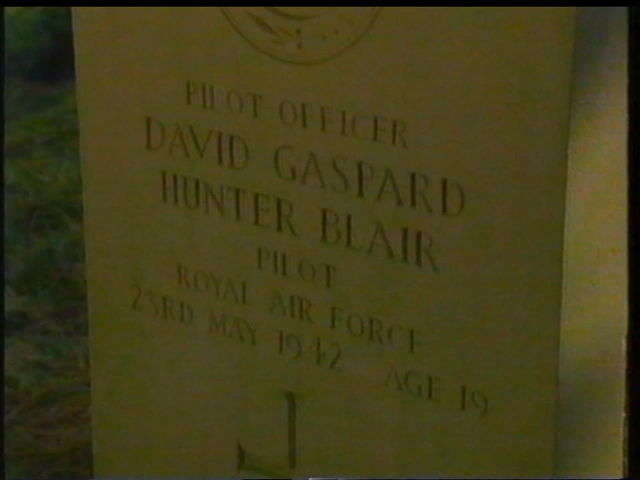 PILOT OFFICER
DAVID GASPARD
HUNTER BLAIR
PILOT
ROYAL AIR FORCE
23RD MAY 1942 AGE 19